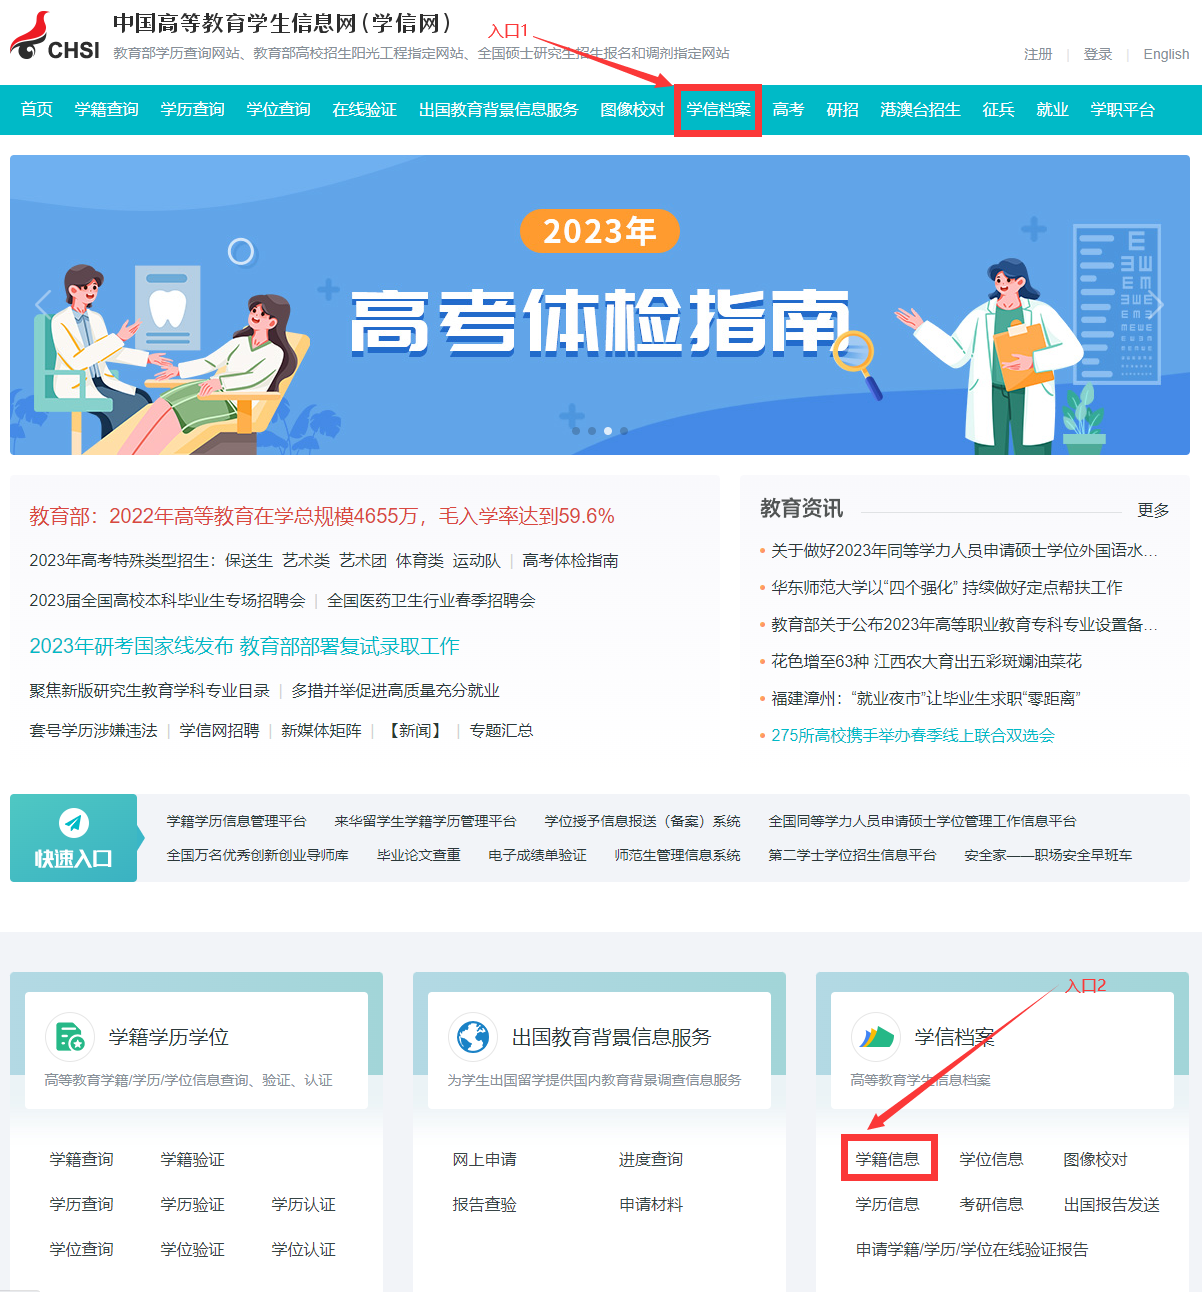 中国高等教育学生信息网（学信网）
入口1
CHSI
教育部学历查询网站、教育部高校招生阳光工程指定网站、全国硕士研究生招生报名和调剂指定网站
注册 | 登录 | English
首页 学籍查询 学历查询 学位查询 在线验证 出国教育背景信息服务 图像校对 学信档案 高考 研招 港澳台招生 征兵 就业 学职平台
2023年
高考体检指南
教育部：2022年高等教育在学总规模4655万，毛入学率达到59.6%
2023年高考特殊类型招生：保送生 艺术类 艺术团 体育类 运动队 | 高考体检指南
2023届全国高校本科毕业生专场招聘会 | 全国医药卫生行业春季招聘会
2023年研考国家线发布 教育部部署复试录取工作
聚焦新版研究生教育学科专业目录 | 多措并举促进高质量充分就业
套号学历涉嫌违法 | 学信网招聘 | 新媒体矩阵 | 【新闻】 | 专题汇总
教育资讯 更多
关于做好2023年同等学力人员申请硕士学位外国语水…
华东师范大学以“四个强化” 持续做好定点帮扶工作
教育部关于公布2023年高等职业教育专科专业设置备…
花色增至63种 江西农大育出五彩斑斓油菜花
福建漳州：“就业夜市”让毕业生求职“零距离”
275所高校携手举办春季线上联合双选会
快速入口
学籍学历信息管理平台 来华留学生学籍学历管理平台 学位授予信息报送（备案）系统 全国同等学力人员申请硕士学位管理工作信息平台
全国万名优秀创新创业导师库 毕业论文查重 电子成绩单验证 师范生管理信息系统 第二学士学位招生信息平台 安全家——职场安全早班车
入口2
学籍学历学位
高等教育学籍/学历/学位信息查询、验证、认证
学籍查询 学籍验证
学历查询 学历验证 学历认证
学位查询 学位验证 学位认证
出国教育背景信息服务
为学生出国留学提供国内教育背景调查信息服务
网上申请 进度查询
报告查验 申请材料
学信档案
高等教育学生信息档案
学籍信息 学位信息 图像校对
学历信息 考研信息 出国报告发送
申请学籍/学历/学位在线验证报告